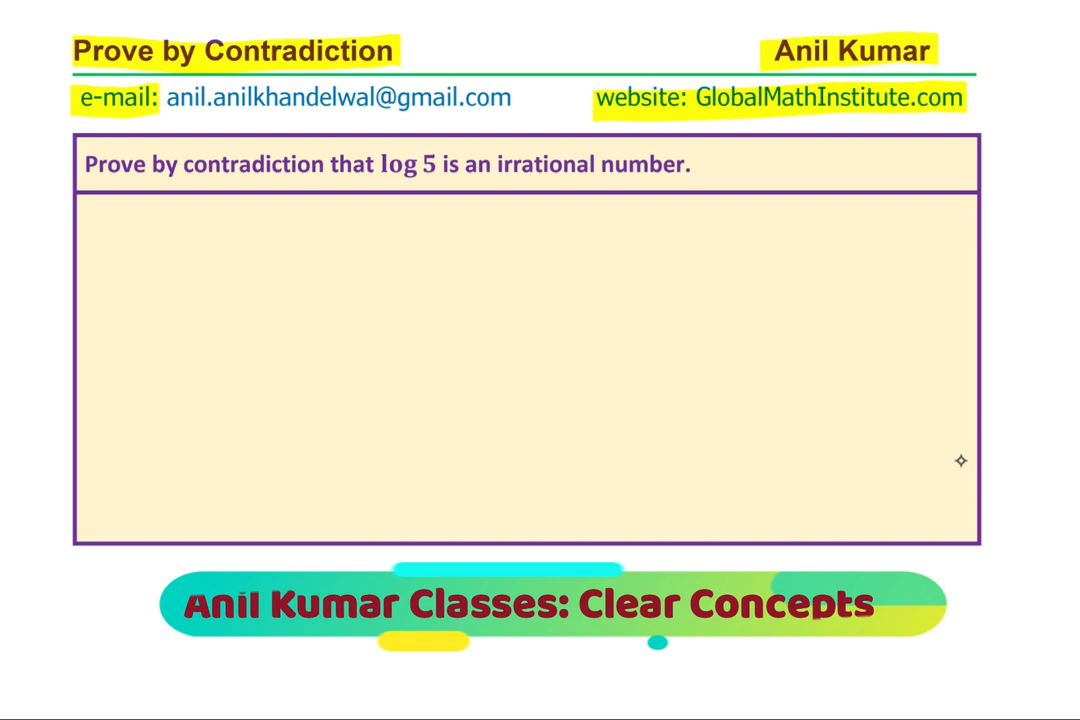 Prove by Contradiction Anil Kumar
e-mail: anil.anilkhandelwal@gmail.com website: GlobalMathInstitute.com
Prove by contradiction that log 5 is an irrational number.
Anil Kumar Classes: Clear Concepts